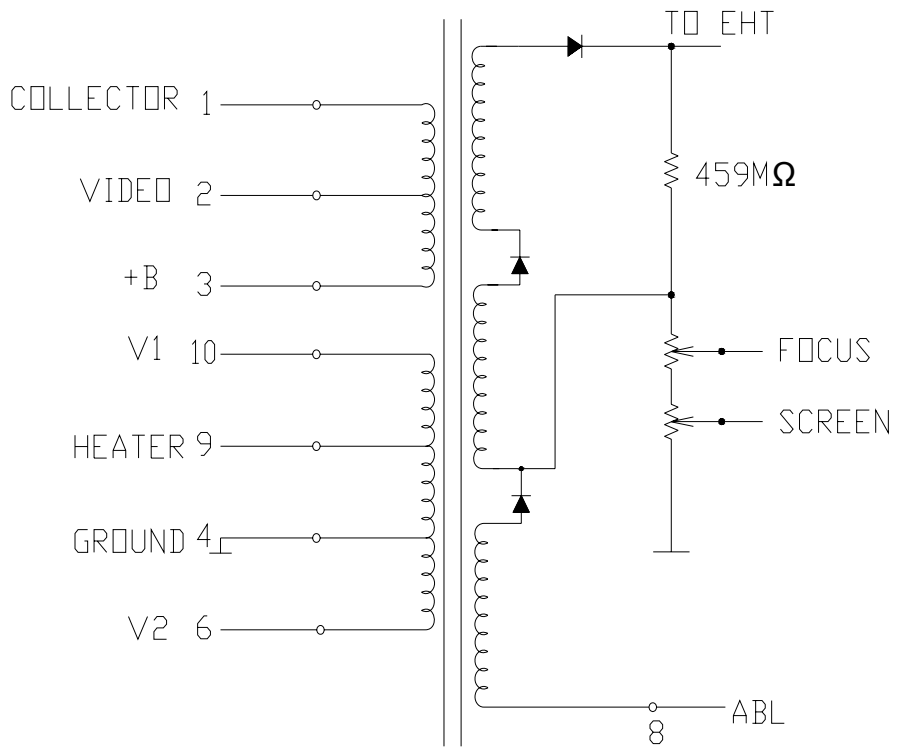 TO EHT
COLLECTOR 1
459MΩ
VIDEO 2
+B 3
V1 10
FOCUS
SCREEN
HEATER 9
GROUND 4
V2 6
ABL
8